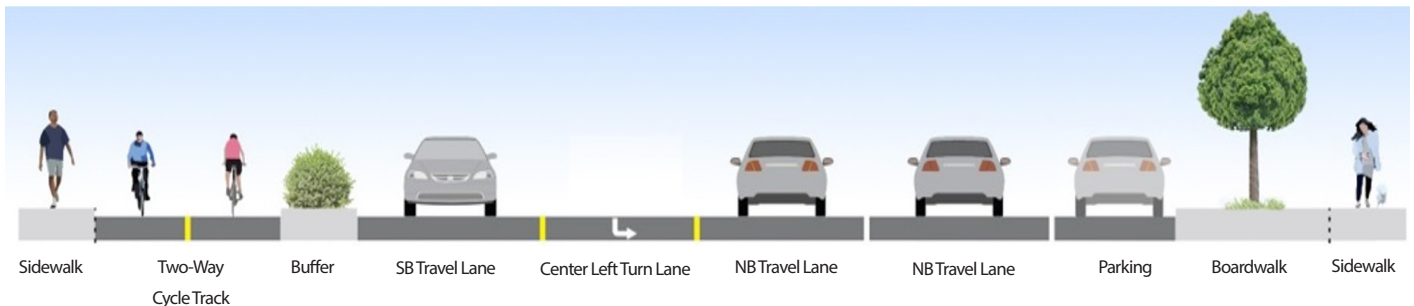 Sidewalk
Two-Way
Cycle Track
Buffer
SB Travel Lane
Center Left Turn Lane
NB Travel Lane
NB Travel Lane
Parking
Boardwalk
Sidewalk